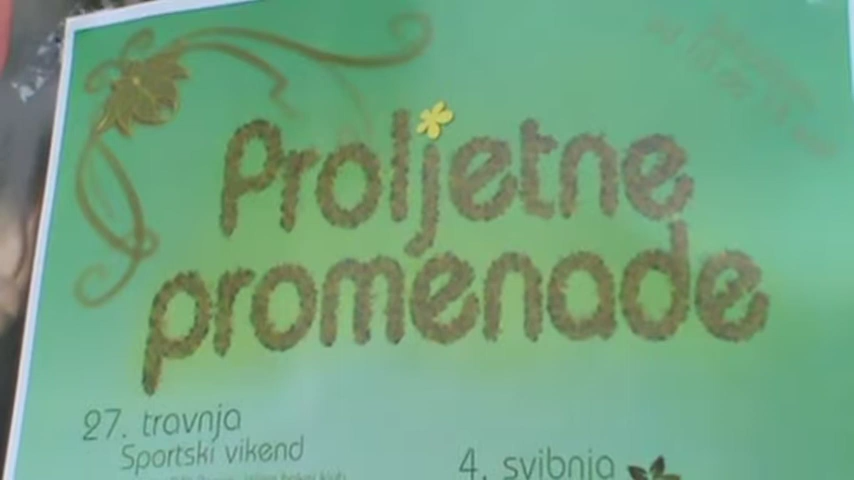 Proljetne
promenade
27. travnja
Sportski vikend
4. svibnja